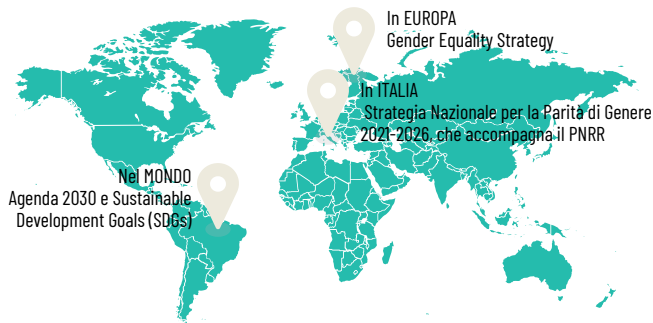 In EUROPA
Gender Equality Strategy
In ITALIA
Strategia Nazionale per la Parità di Genere
2021-2026, che accompagna il PNRR
Nel MONDO
Agenda 2030 e Sustainable
Development Goals (SDGs)